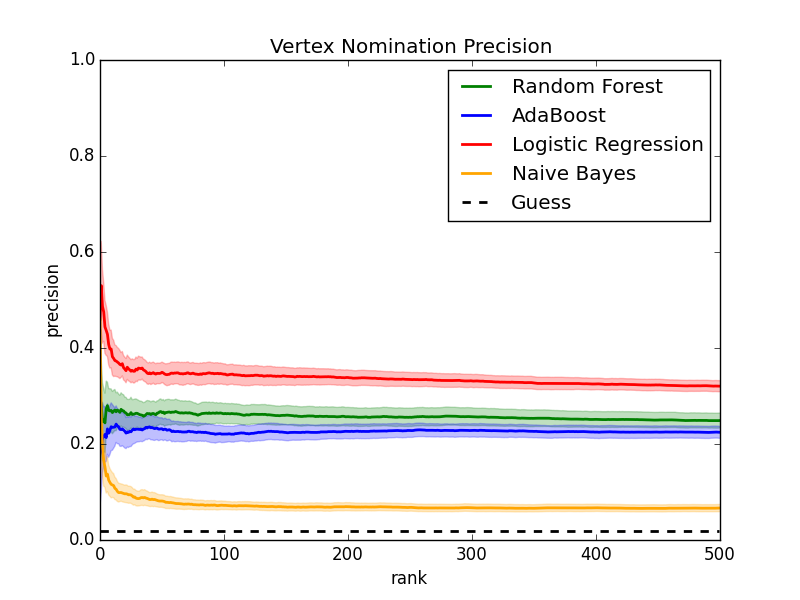 Vertex Nomination Precision
1.0
0.8
0.6
0.4
0.2
0.0
precision
Random Forest
AdaBoost
Logistic Regression
Naive Bayes
Guess
0 100 200 300 400 500
rank